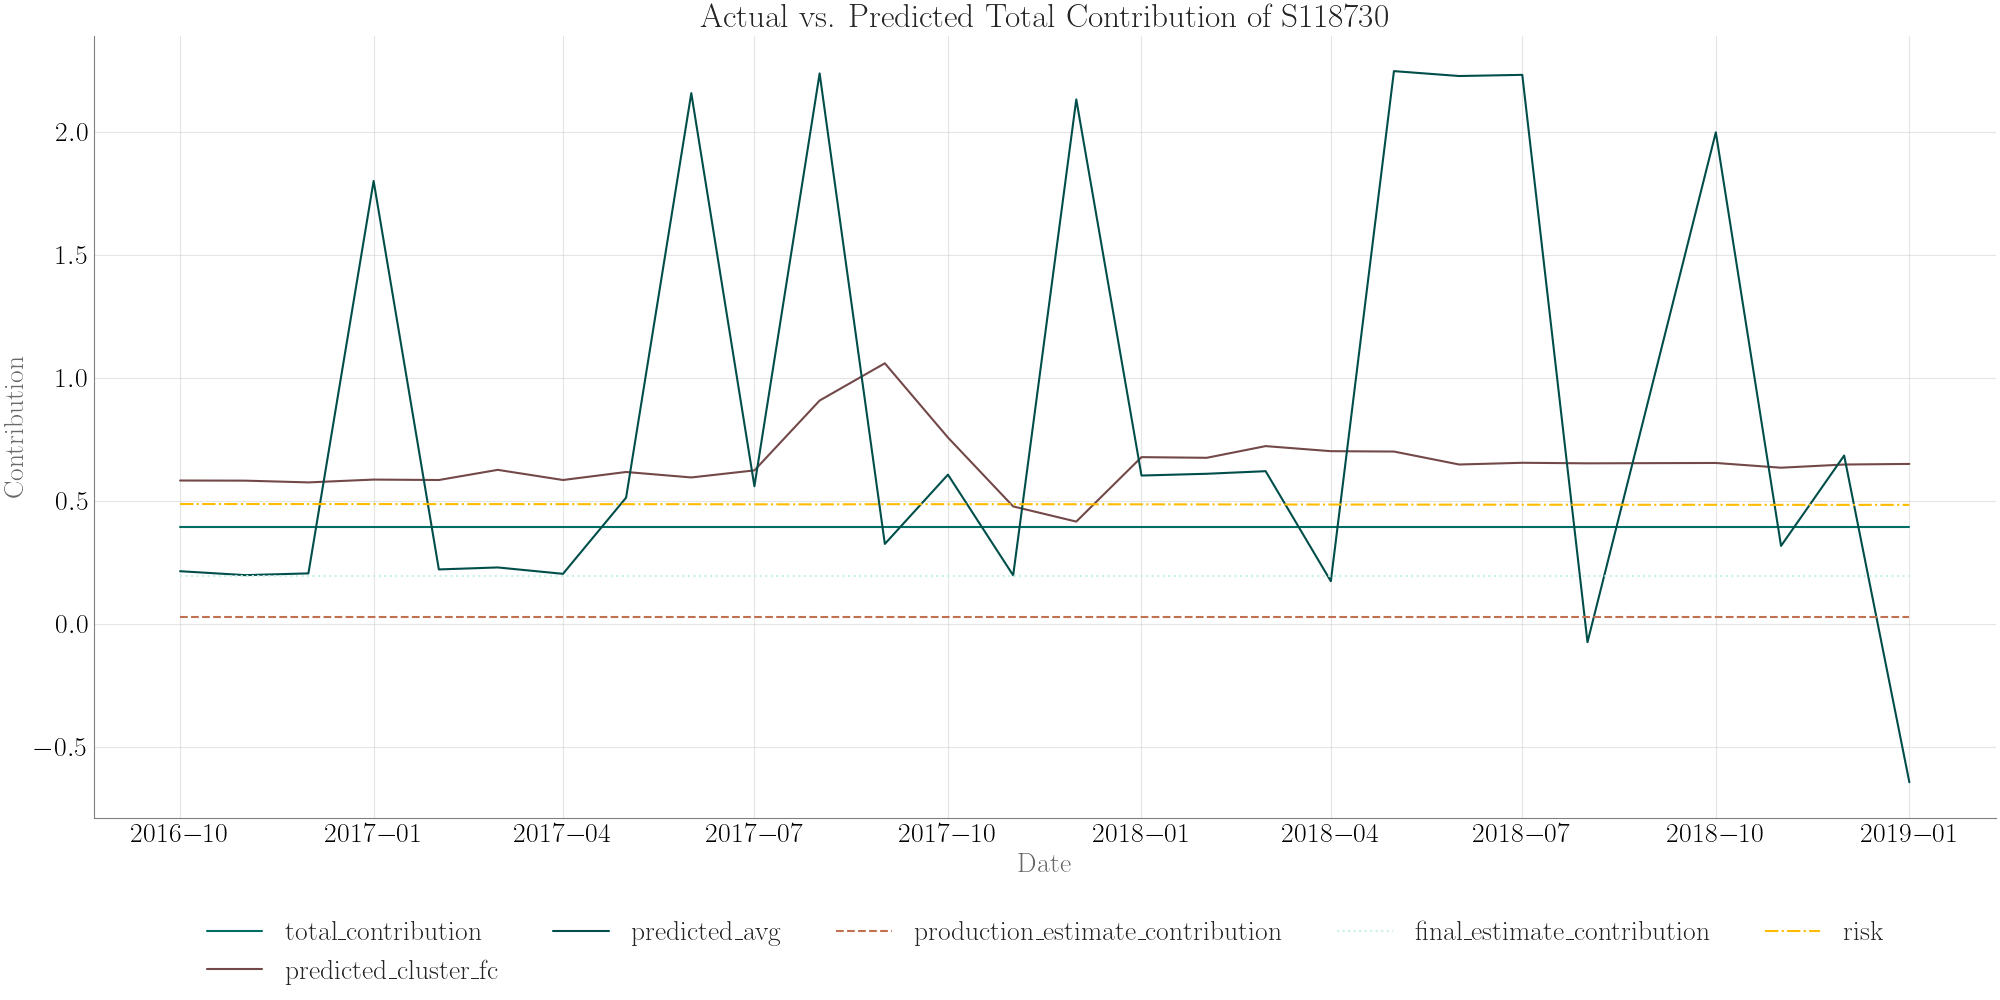 Actual vs. Predicted Total Contribution of S118730
Contribution
2.0
1.5
1.0
0.5
0.0
−0.5
2016−10 2017−01 2017−04 2017−07 2017−10 2018−01 2018−04 2018−07 2018−10 2019−01
Date
total_contribution predicted_avg production_estimate_contribution final_estimate_contribution risk
predicted_cluster_fc